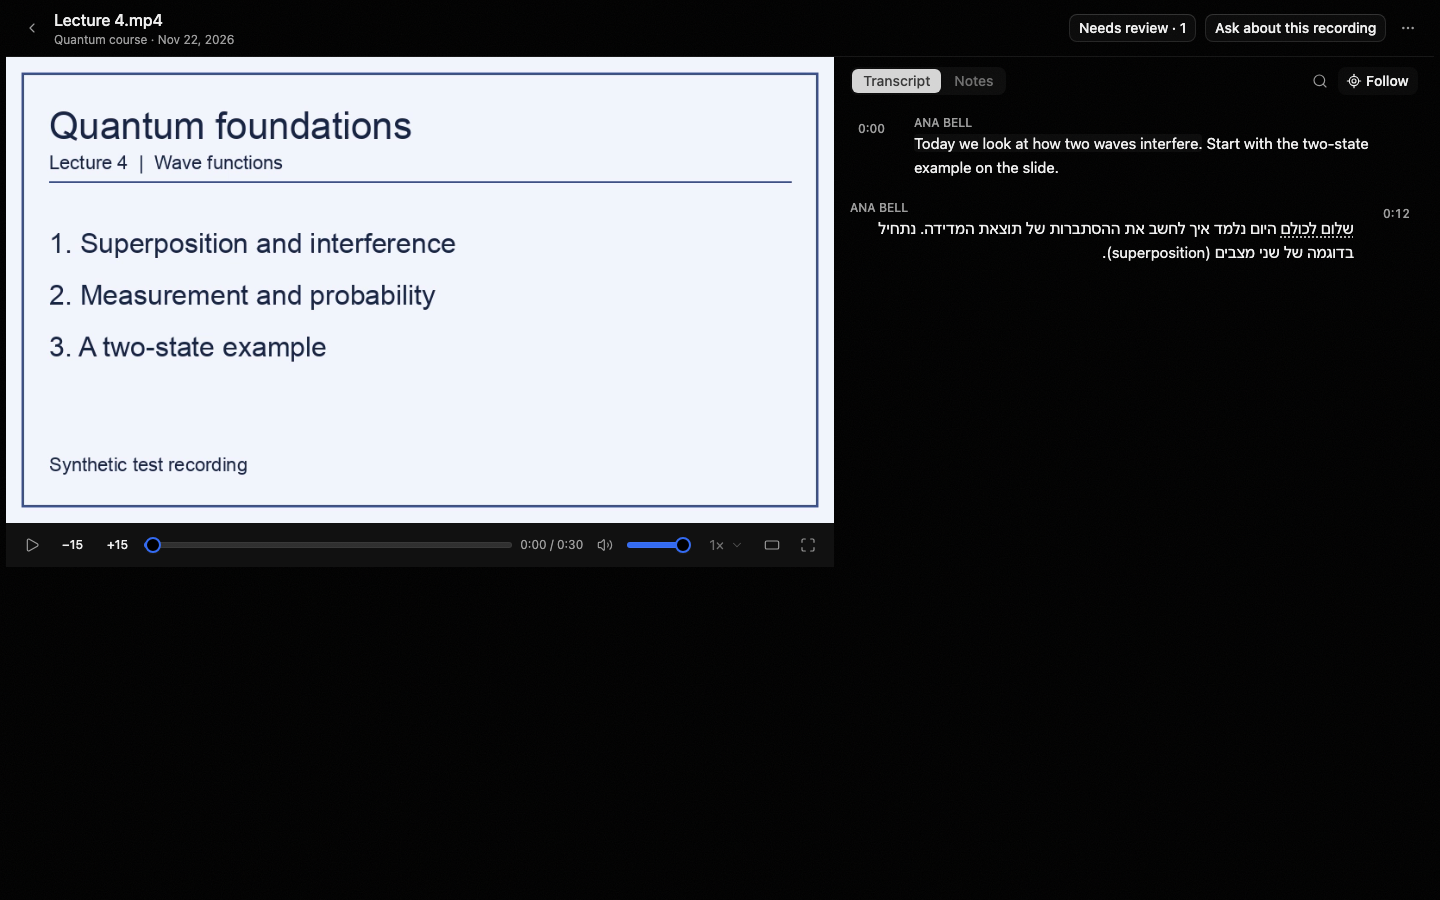 Lecture 4.mp4
Quantum course · Nov 22, 2026
Needs review · 1
Ask about this recording
Quantum foundations
Lecture 4 | Wave functions
1. Superposition and interference
2. Measurement and probability
3. A two-state example
Synthetic test recording
−15
+15
0:00 / 0:30
1×
Transcript
Notes
Follow
0:00
ANA BELL
Today we look at how two waves interfere. Start with the two-state
example on the slide.
ANA BELL
0:12
שלום לכולם היום נלמד איך לחשב את ההסתברות של תוצאת המדידה. נתחיל
בדוגמה של שני מצבים (superposition).